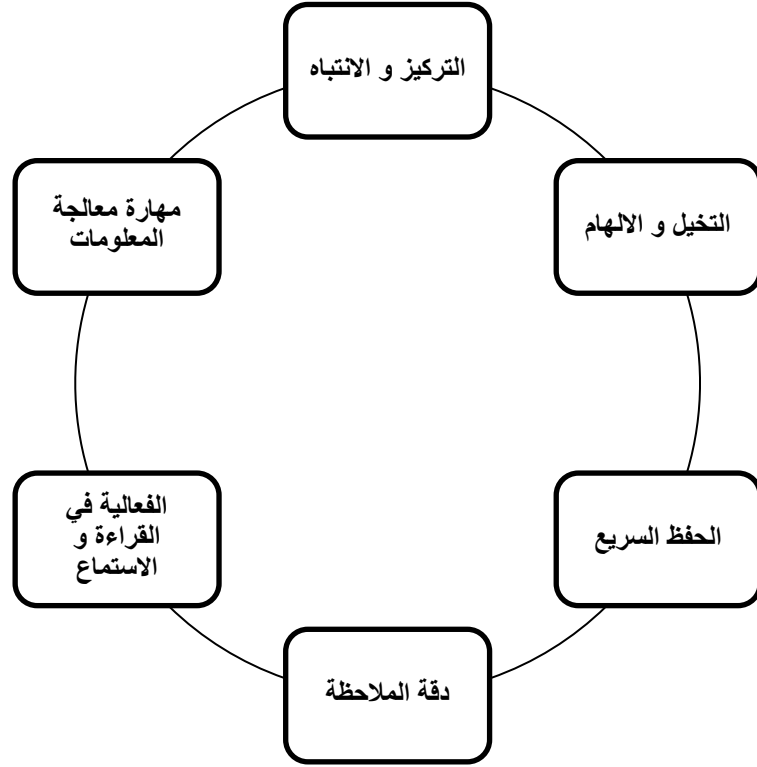 التركيز و الانتباه
التخيل و الالهام
الحفظ السريع
دقة الملاحظة
الفعالية في
القراءة و
الاستماع
مهارة معالجة
المعلومات